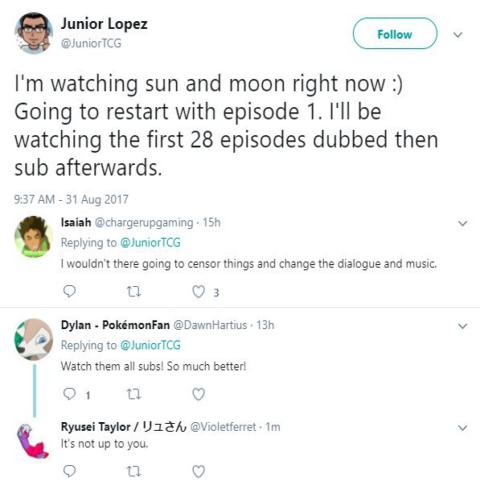 Junior Lopez
@JuniorTCG
Follow
I'm watching sun and moon right now :)
Going to restart with episode 1. I'll be
watching the first 28 episodes dubbed then
sub afterwards.
9:37 AM - 31 Aug 2017
Isaiah @chargerupgaming · 15h
Replying to @JuniorTCG
I wouldn't there going to censor things and change the dialogue and music.
3
Dylan - PokémonFan @DawnHartius · 13h
Replying to @JuniorTCG
Watch them all subs! So much better!
1
Ryusei Taylor / リュさん @Violetferret · 1m
It's not up to you.